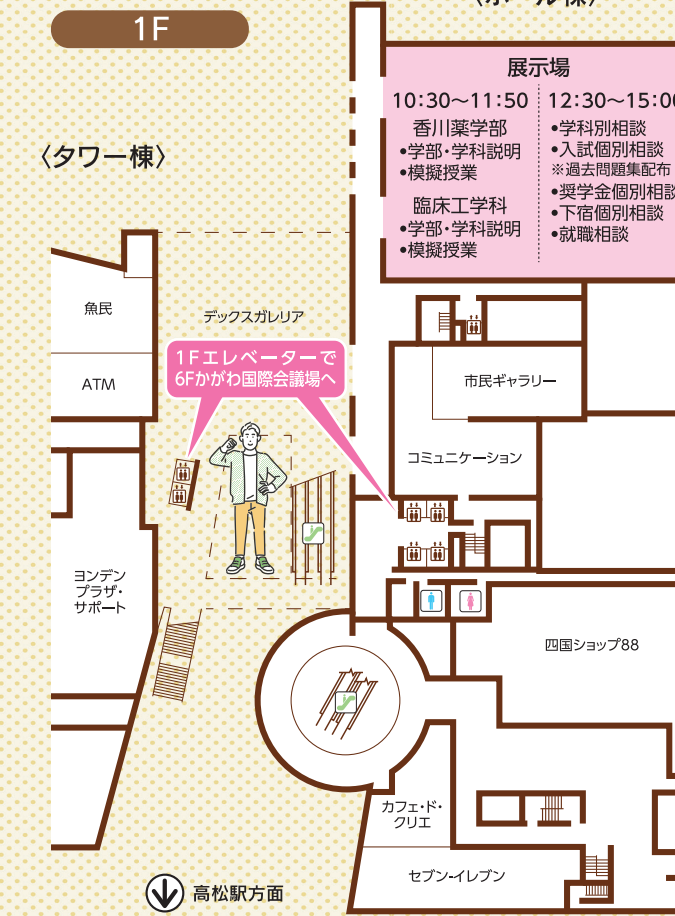 1F
〈タワー棟〉
展示場
10:30～11:50
香川薬学部
•学部・学科説明
•模擬授業
臨床工学科
•学部・学科説明
•模擬授業
12:30～15:00
•学科別相談
•入試個別相談
※過去問題集配布
•奨学金個別相談
•下宿個別相談
•就職相談
魚民
ATM
デックスガレリア
1Fエレベーターで
6Fかがわ国際会議場へ
市民ギャラリー
コミュニケーション
ヨンデン
プラザ・
サポート
四国ショップ88
カフェ・ド・
クリエ
セブン-イレブン
高松駅方面